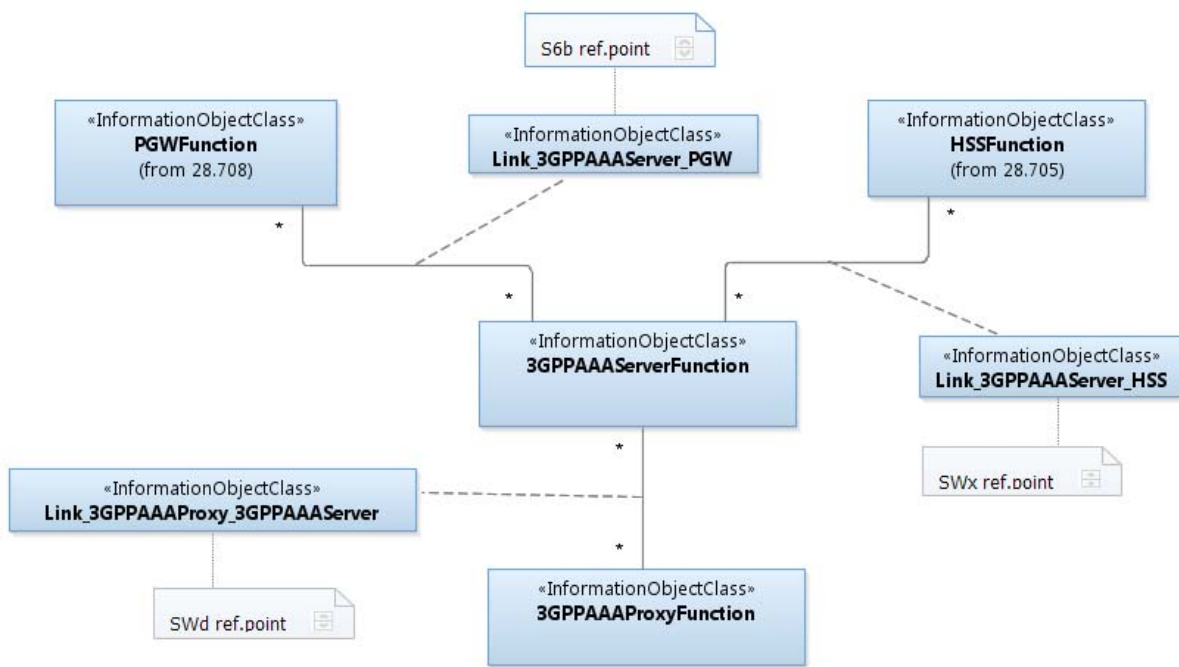 S6b ref.point
«InformationObjectClass»
PGWFunction
(from 28.708)
«InformationObjectClass»
Link_3GPPAAAServer_PGW
«InformationObjectClass»
HSSFunction
(from 28.705)
*
*
*
*
«InformationObjectClass»
3GPPAAAServerFunction
«InformationObjectClass»
Link_3GPPAAAServer_HSS
*
SWx ref.point
«InformationObjectClass»
Link_3GPPAAAProxy_3GPPAAAServer
*
«InformationObjectClass»
3GPPAAAProxyFunction
SWd ref.point